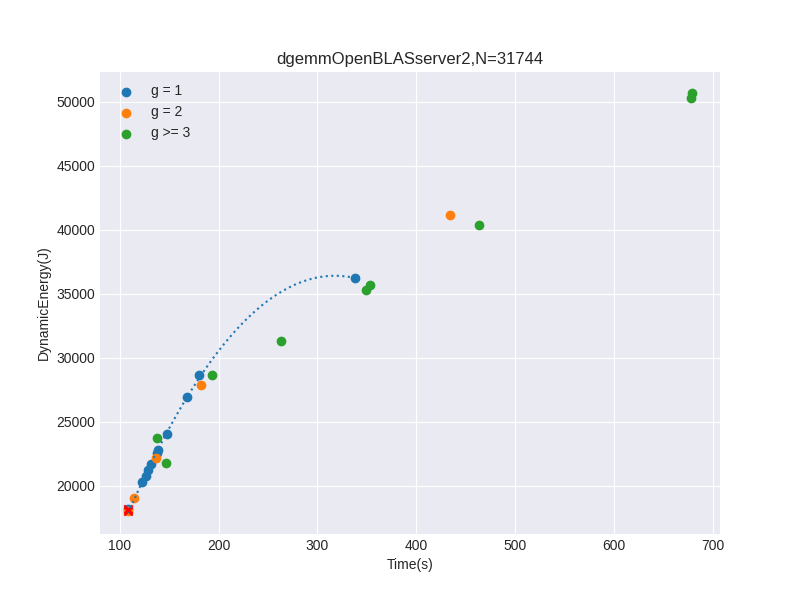 dgemmOpenBLASserver2,N=31744
g = 1
g = 2
g >= 3
50000
45000
40000
35000
30000
25000
20000
DynamicEnergy(J)
100 200 300 400 500 600 700
Time(s)